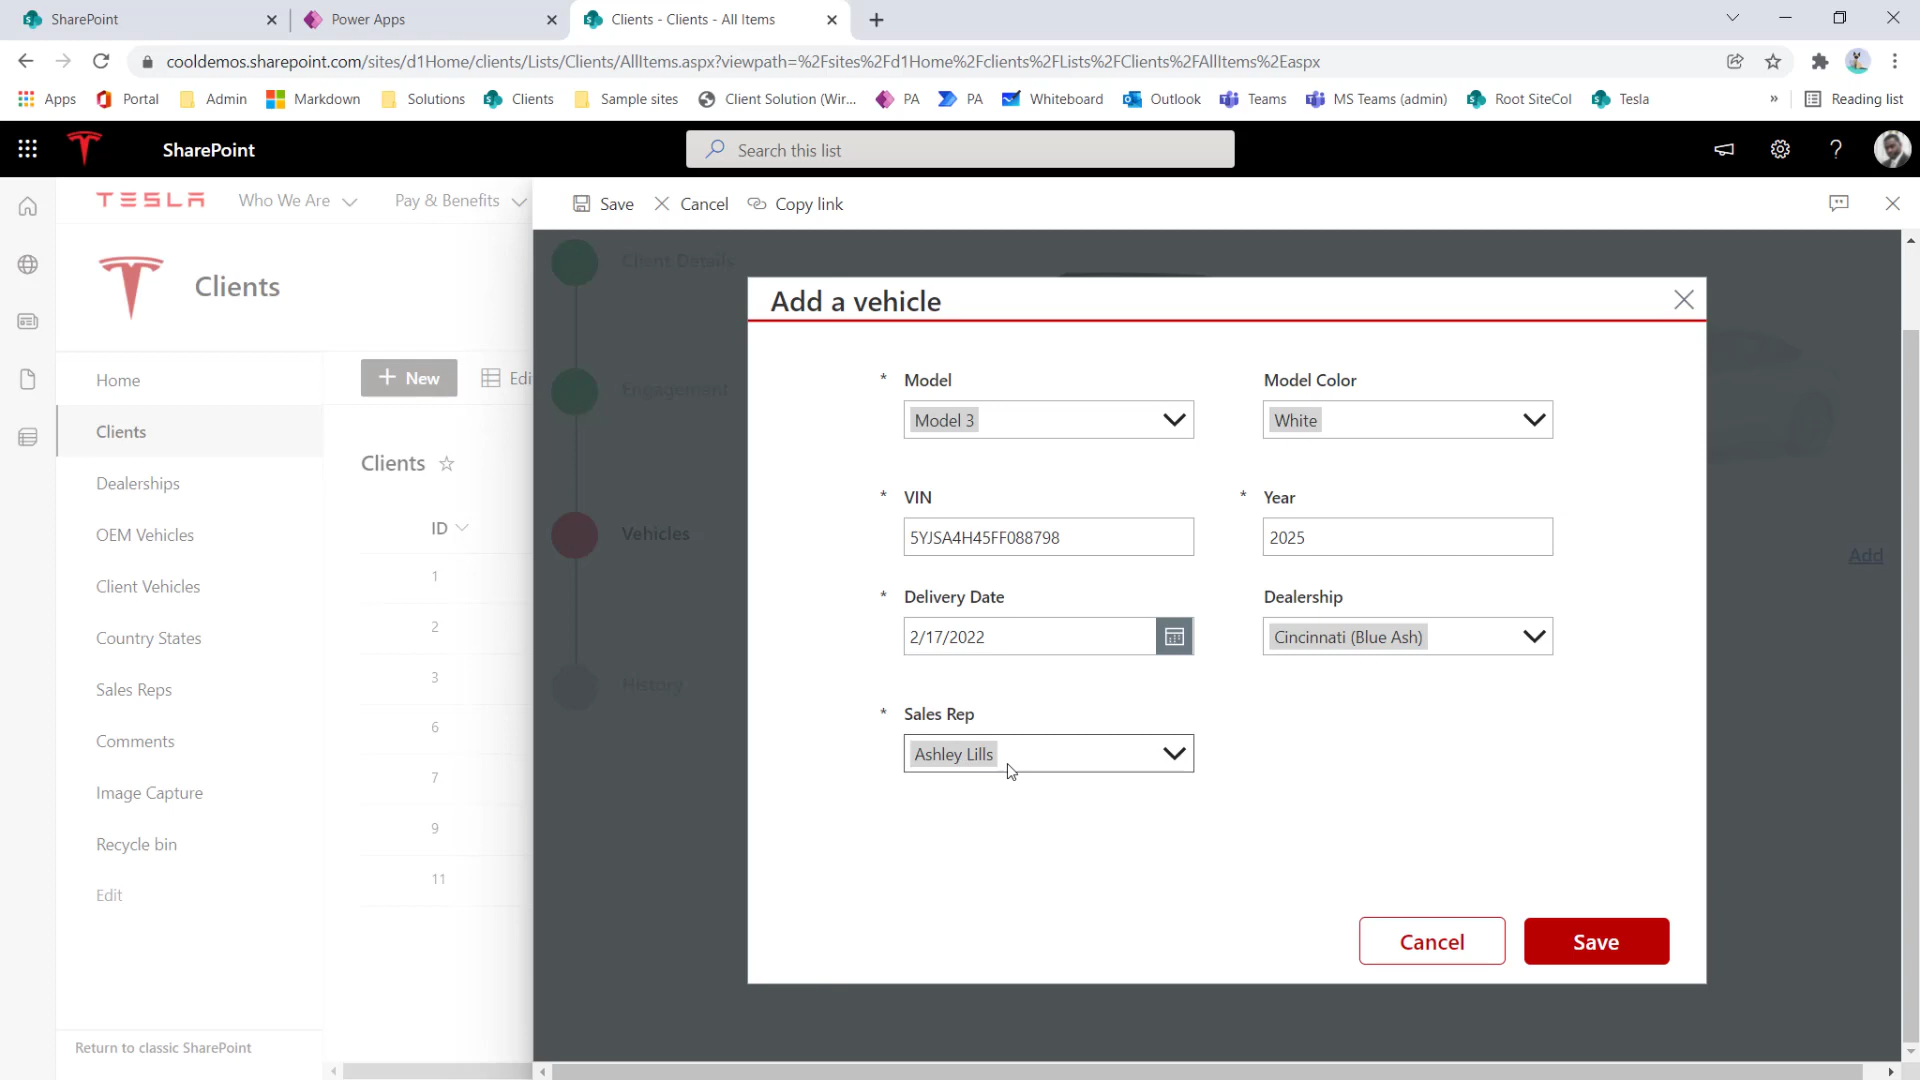 SharePoint
Power Apps
Clients - Clients - All Items
cooldemos.sharepoint.com/sites/d1Home/clients/Lists/Clients/AllItems.aspx?viewpath=%2Fsites%2Fd1Home%2Fclients%2FLists%2FClients%2FAllItems%2Easpx
Apps Portal Admin Markdown Solutions Clients Sample sites Client Solution (Wir... PA PA Whiteboard Outlook Teams MS Teams (admin) Root SiteCol Tesla » Reading list
SharePoint
Search this list
TESLA Who We Are Pay & Benefits
Save Cancel Copy link
Clients
Client Details
Add a vehicle
Home
Clients
Dealerships
OEM Vehicles
Client Vehicles
Country States
Sales Reps
Comments
Image Capture
Recycle bin
Edit
Return to classic SharePoint
+ New Edi
Clients
ID
1
2
3
6
7
9
11
Engagement
Vehicles
History
Add
* Model
Model 3
Model Color
White
* VIN
5YJSA4H45FF088798
* Year
2025
* Delivery Date
2/17/2022
Dealership
Cincinnati (Blue Ash)
* Sales Rep
Ashley Lills
Cancel
Save